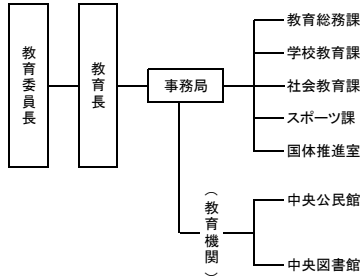 教育委員長
教育長
事務局
教育総務課
学校教育課
社会教育課
スポーツ課
国体推進室
（教育機関）
中央公民館
中央図書館